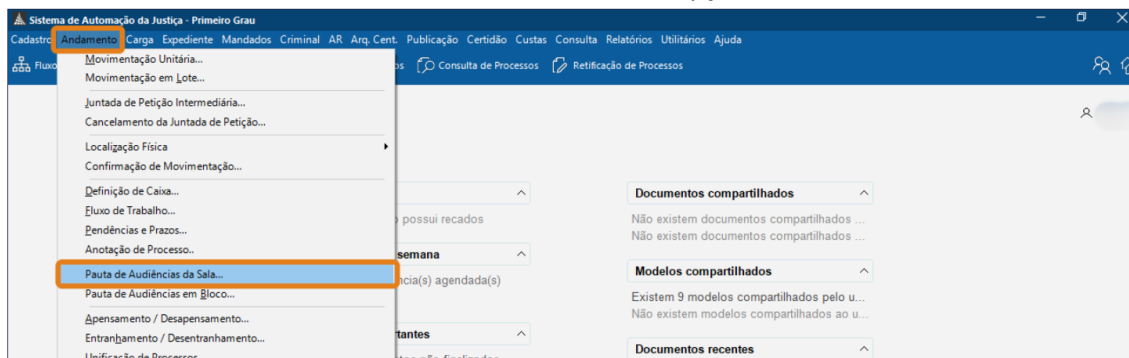 Sistema de Automação da Justiça - Primeiro Grau
Cadastro Andamento Carga Expediente Mandados Criminal AR Arq. Cent. Publicação Certidão Custas Consulta Relatórios Utilitários Ajuda
Consulta de Processos Retificação de Processos
Movimentação Unitária...
Movimentação em Lote...
Juntada de Petição Intermediária...
Cancelamento da Juntada de Petição...
Localização Física
Confirmação de Movimentação...
Definição de Caixa...
Fluxo de Trabalho...
Pendências e Prazos...
Anotação de Processo..
Pauta de Audiências da Sala...
Pauta de Audiências em Bloco...
Apensamento / Desapensamento...
Entranhamento / Desentranhamento...
Unificação de Processos
possui recados
semana
ncia(s) agendada(s)
tantes
Documentos compartilhados
Não existem documentos compartilhados ...
Não existem documentos compartilhados ...
Modelos compartilhados
Existem 9 modelos compartilhados pelo u...
Não existem modelos compartilhados ao u...
Documentos recentes